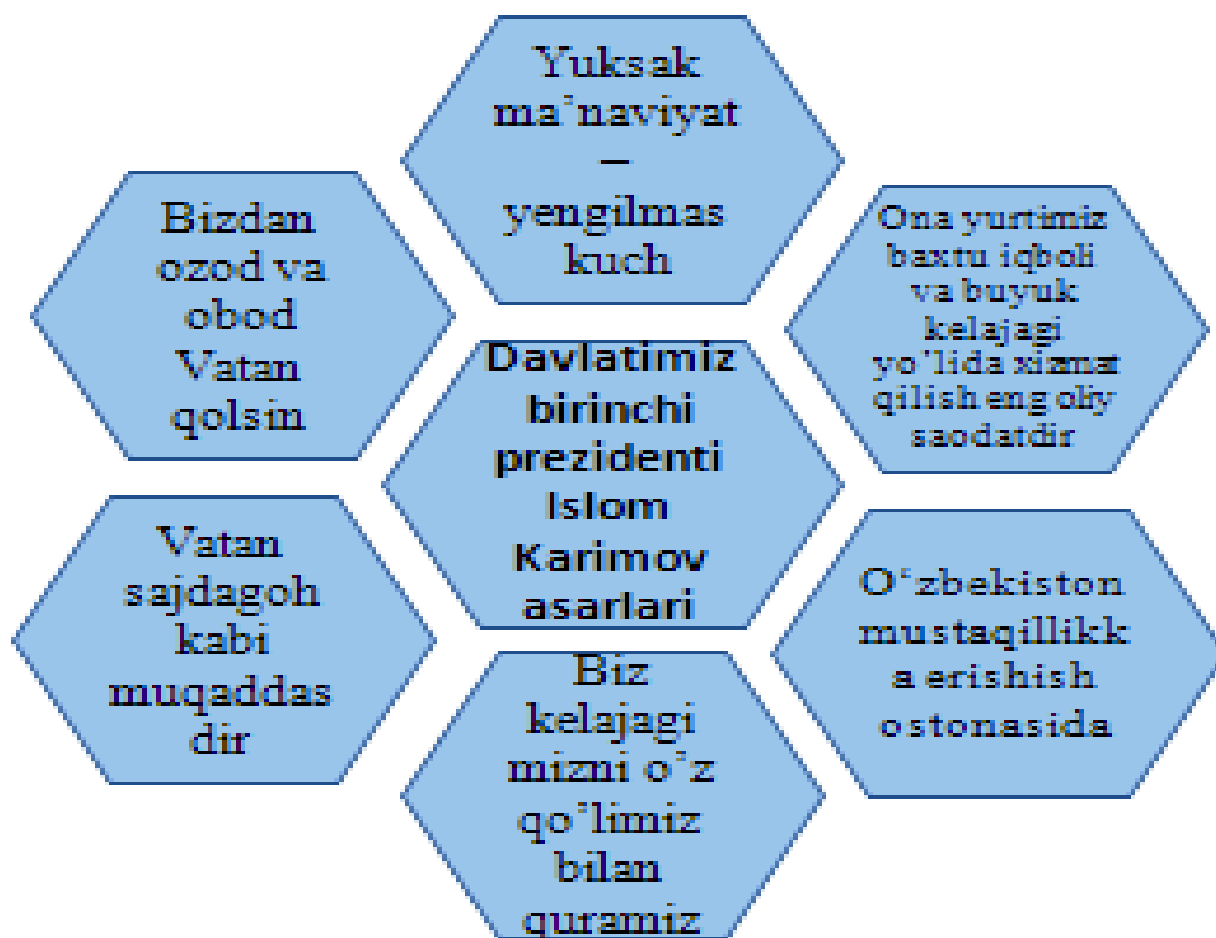 Yuksak
ma'naviyat
–
yengilmas
kuch
Bizdan
ozod va
obod
Vatan
qolsin
Ona yurtimiz
baxtu iqboli
va buyuk
kelajagi
yo'lida xizmat
qilish eng oliy
saodatdir
Davlatimiz
birinchi
prezidenti
Islom
Karimov
asarlari
Vatan
sajdagoh
kabi
muqaddas
dir
O‘zbekiston
mustaqillikk
a erishish
ostonasida
Biz
kelajagi
mizni o'z
qo'limiz
bilan
quramiz